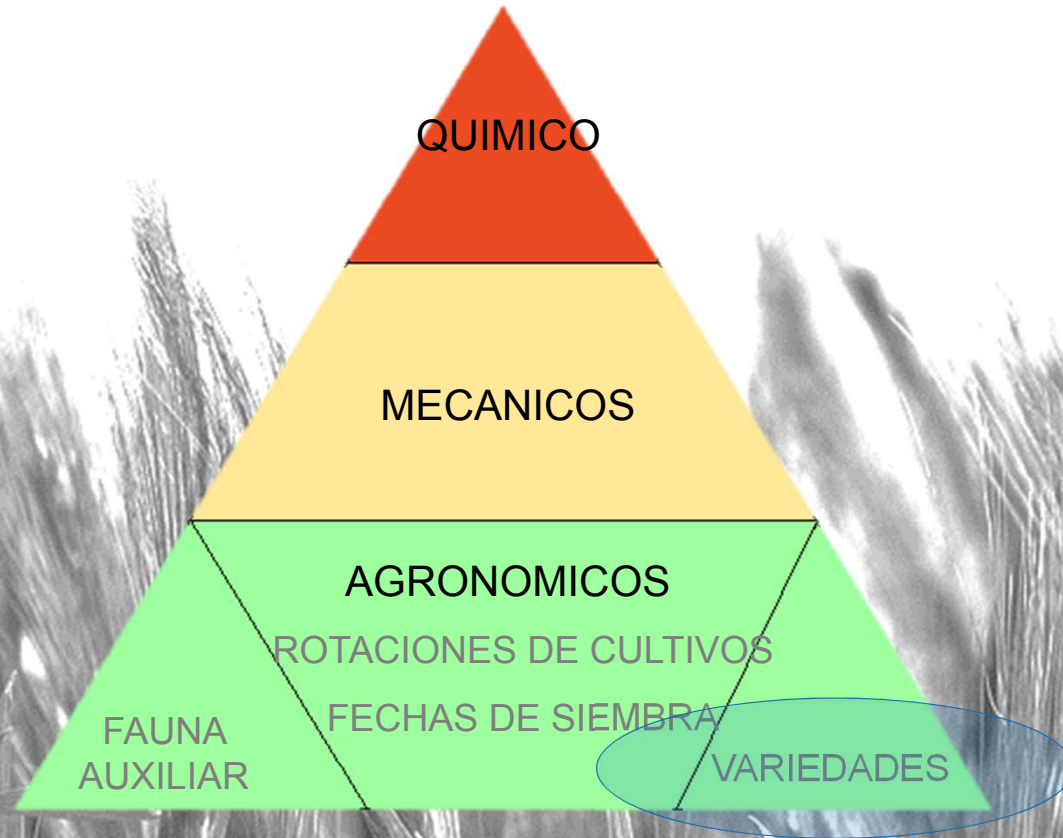 QUIMICO
MECANICOS
AGRONOMICOS
ROTACIONES DE CULTIVOS
FECHAS DE SIEMBRA
FAUNA
AUXILIAR
VARIEDADES